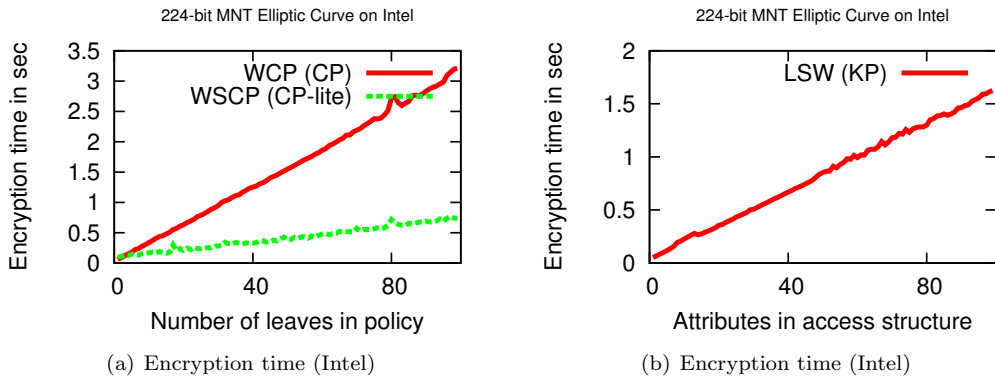 224-bit MNT Elliptic Curve on Intel
Encryption time in sec
3.5
3
2.5
2
1.5
1
0.5
0
WCP (CP)
WSCP (CP-lite)
0 40 80
Number of leaves in policy
(a) Encryption time (Intel)
224-bit MNT Elliptic Curve on Intel
Encryption time in sec
2
1.5
1
0.5
0
LSW (KP)
0 40 80
Attributes in access structure
(b) Encryption time (Intel)